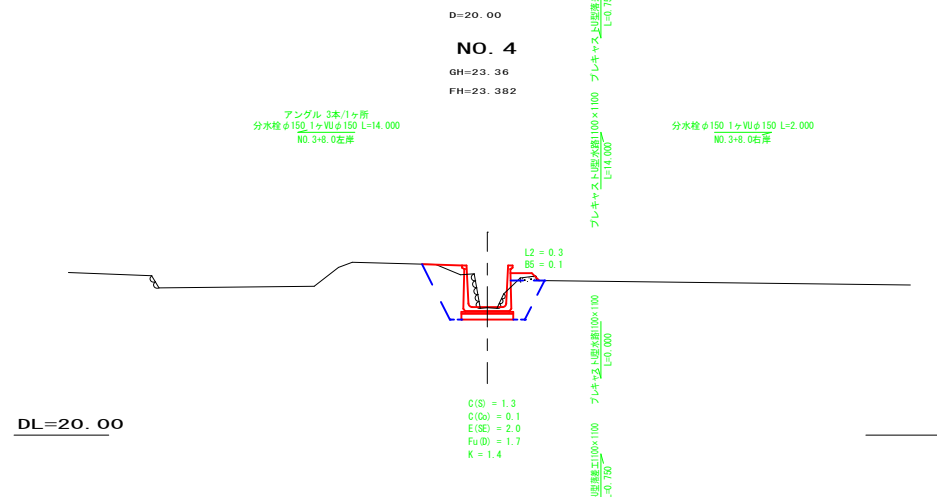 D=20.00
NO. 4
GH=23.36
FH=23.382
アングル 3本/1ヶ所
分水栓φ150 1ヶVUφ150 L=14.000
NO.3+8.0左岸
分水栓φ150 1ヶVUφ150 L=2.000
NO.3+8.0右岸
プレキャストU型水路1100×1100
L=14.000
L2 = 0.3
BS = 0.1
プレキャストU型水路1100×1100
L=0.000
C(S) = 1.3
C(Co) = 0.1
E(SE) = 2.0
Fu(D) = 1.7
K = 1.4
DL=20.00